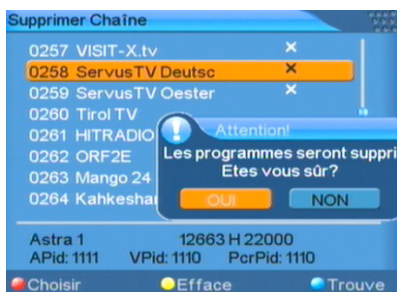 Supprimer Chaîne
0257 VISIT-X.tv ×
0258 ServusTV Deutsc ×
0259 ServusTV Oester ×
0260 Tirol TV
0261 HITRADIO
0262 ORF2E
0263 Mango 24
0264 Kahkesha
Attention!
Les programmes seront suppri
Etes vous sûr?
OUI NON
Astra 1 12663 H 22000
APid: 1111 VPid: 1110 PcrPid: 1110
Choisir Efface Trouve